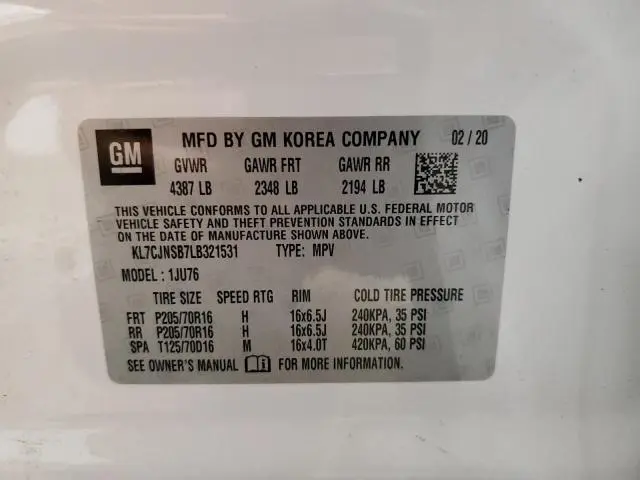 GM MFD BY GM KOREA COMPANY 02/20
GVWR GAWR FRT GAWR RR
4387 LB 2348 LB 2194 LB
THIS VEHICLE CONFORMS TO ALL APPLICABLE U.S. FEDERAL MOTOR
VEHICLE SAFETY AND THEFT PREVENTION STANDARDS IN EFFECT
ON THE DATE OF MANUFACTURE SHOWN ABOVE.
KL7CJNSB7LB321531 TYPE: MPV
MODEL: 1JU76
TIRE SIZE SPEED RTG RIM COLD TIRE PRESSURE
FRT P205/70R16 H 16x6.5J 240KPA, 35 PSI
RR P205/70R16 H 16x6.5J 240KPA, 35 PSI
SPA T125/70D16 M 16x4.0T 420KPA, 60 PSI
SEE OWNER'S MANUAL FOR MORE INFORMATION.